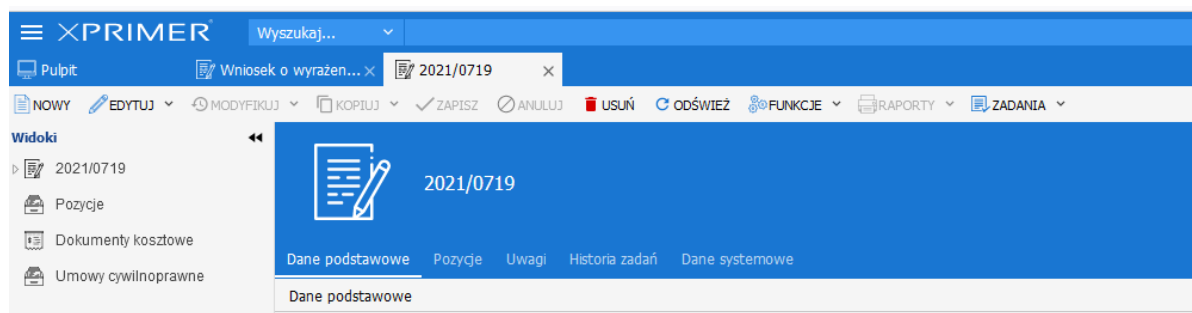 XPRIMER Wyszukaj...
Pulpit Wniosek o wyrażen... 2021/0719
NOWY EDYTUJ MODYFIKUJ KOPIUJ ZAPISZ ANULUJ USUŃ ODŚWIEŻ FUNKCJE RAPORTY ZADANIA
Widoki
2021/0719
Pozycje
Dokumenty kosztowe
Umowy cywilnoprawne
2021/0719
Dane podstawowe Pozycje Uwagi Historia zadań Dane systemowe
Dane podstawowe